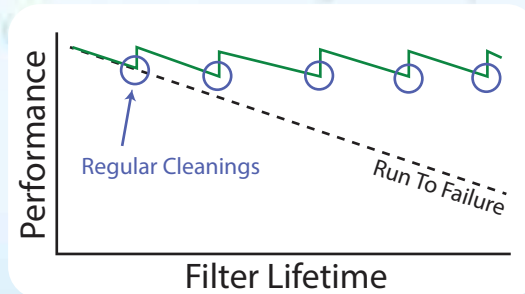 Performance
Regular Cleanings
Run To Failure
Filter Lifetime